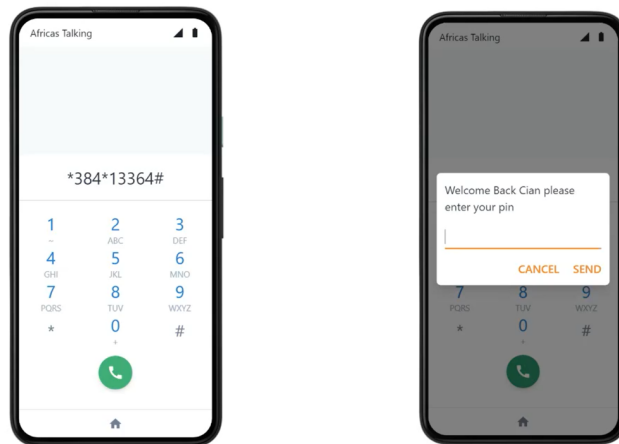 Africas Talking
*384*13364#
1 2 3
– ABC DEF
4 5 6
GHI JKL MNO
7 8 9
PQRS TUV WXYZ
* 0 #
+
Africas Talking
Welcome Back Cian please
enter your pin
CANCEL SEND
7 8 9
PQRS TUV WXYZ
* 0 #
+